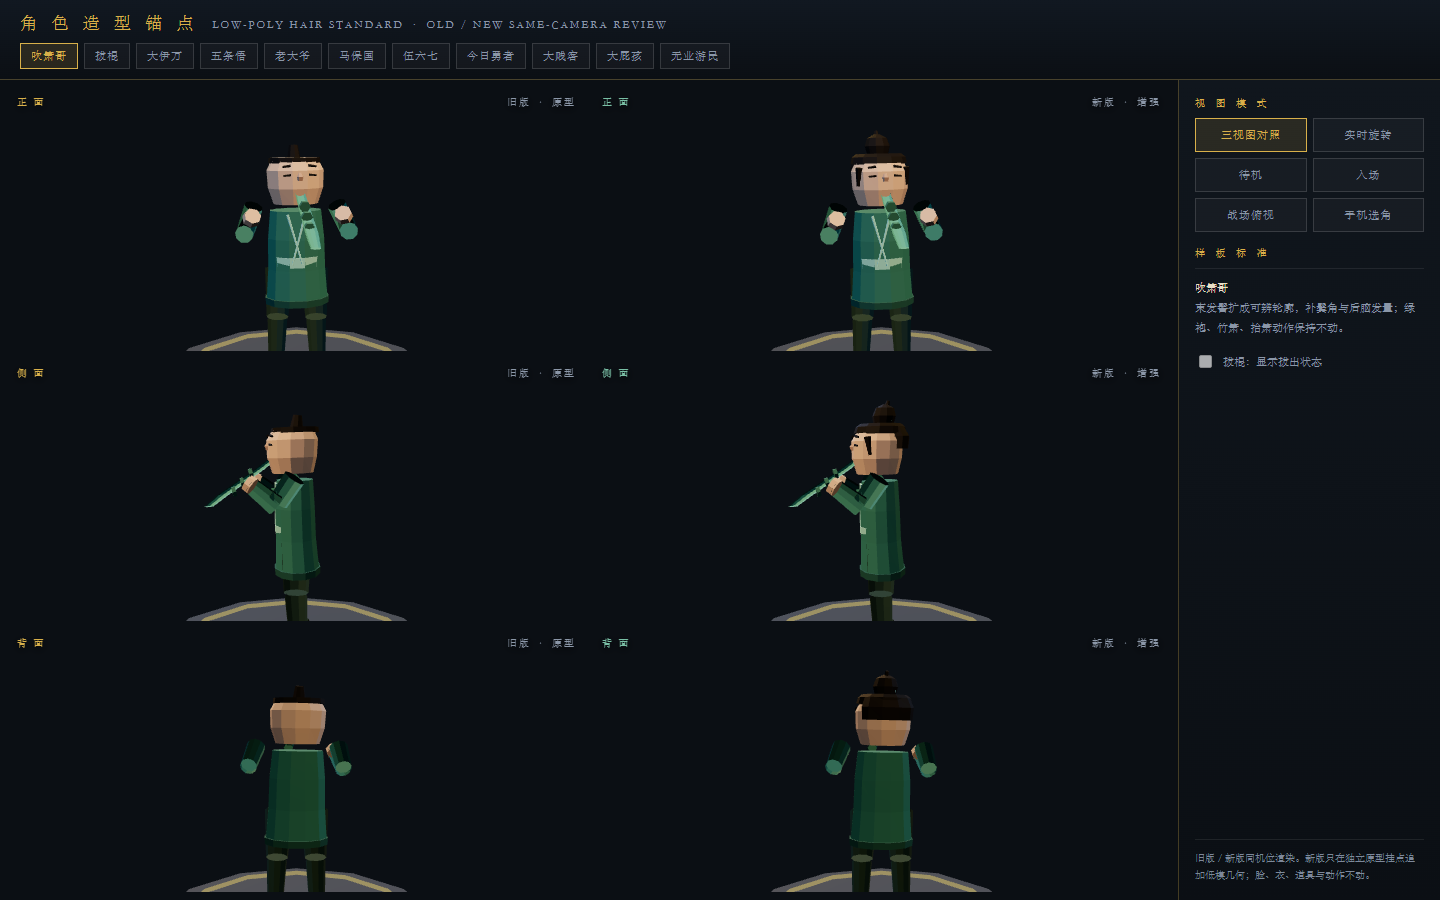 角色造型锚点 LOW-POLY HAIR STANDARD · OLD / NEW SAME-CAMERA REVIEW
吹箫哥 拔棍 大伊万 五条悟 老大爷 马保国 伍六七 今日勇者 大贱客 大屁孩 无业游民
正面 旧版 · 原型 正面 新版 · 增强
侧面 旧版 · 原型 侧面 新版 · 增强
背面 旧版 · 原型 背面 新版 · 增强
视图模式
三视图对照 实时旋转
待机 入场
战场俯视 手机选角
样板标准
吹箫哥
束发髻扩成可辨轮廓，补鬓角与后脑发量；绿
袍、竹箫、抬箫动作保持不动。
拔棍：显示拔出状态
旧版 / 新版同机位渲染。新版只在独立原型挂点追
加低模几何；脸、衣、道具与动作不动。